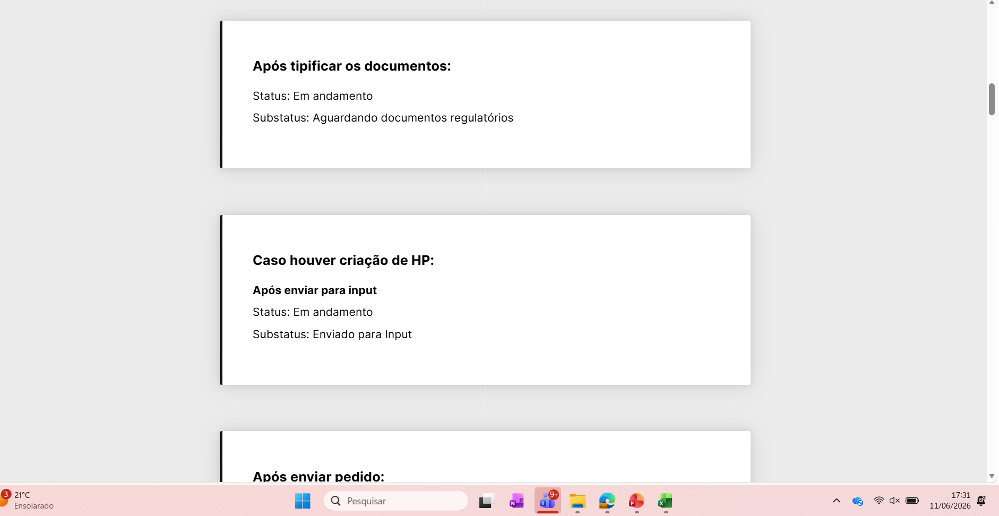 Após tipificar os documentos:
Status: Em andamento
Substatus: Aguardando documentos regulatórios
Caso houver criação de HP:
Após enviar para input
Status: Em andamento
Substatus: Enviado para Input
Após enviar pedido:
3
21°C
Ensolarado
Pesquisar
N
T
9+
P
X
17:31
11/06/2026